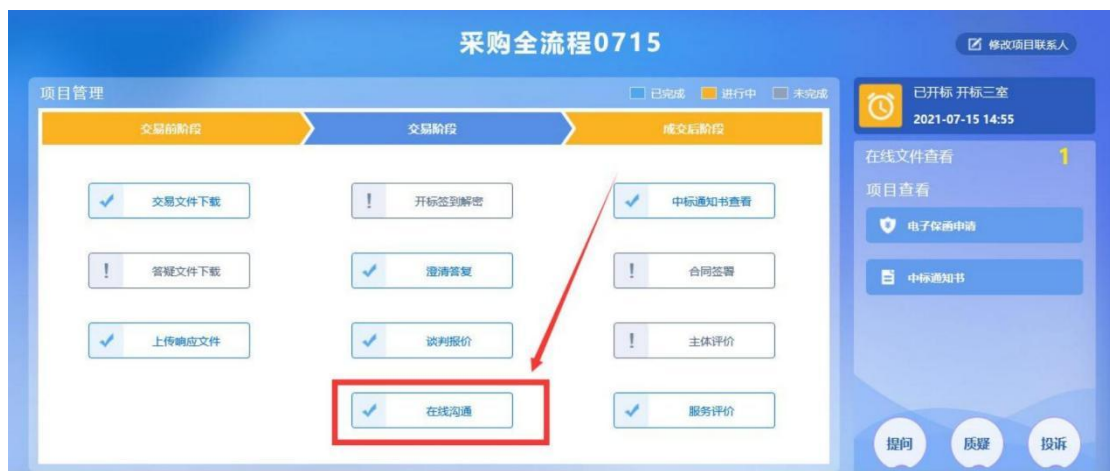 采购全流程0715
修改项目联系人
项目管理
已完成 进行中 未完成
交易前阶段 交易阶段 成交后阶段
交易文件下载 开标签到解密 中标通知书查看
答疑文件下载 澄清答复 合同签署
上传响应文件 谈判报价 主体评价
在线沟通 服务评价
已开标 开标三室
2021-07-15 14:55
在线文件查看 1
项目查看
电子保函申请
中标通知书
提问 质疑 投诉